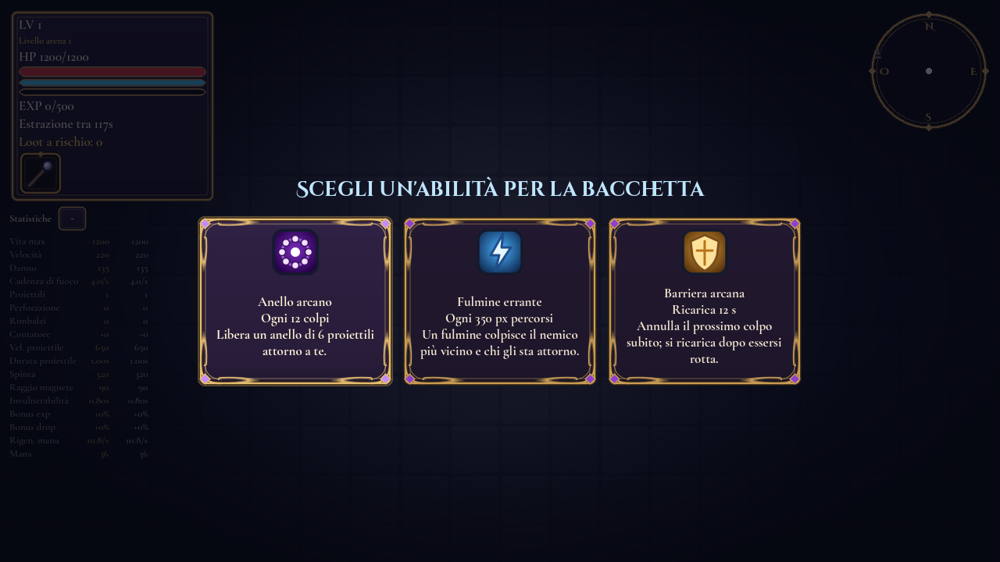 LV 1
Livello arena 1
HP 1200/1200
EXP 0/500
Estrazione tra 117s
Loot a rischio: 0
N
O
E
S
SCEGLI UN'ABILITÀ PER LA BACCHETTA
Anello arcano
Ogni 12 colpi
Libera un anello di 6 proiettili
attorno a te.
Fulmine errante
Ogni 350 px percorsi
Un fulmine colpisce il nemico
più vicino e chi gli sta attorno.
Barriera arcana
Ricarica 12 s
Annulla il prossimo colpo
subito; si ricarica dopo essersi
rotta.
Statistiche -
Vita max 1200 1200
Velocità 220 220
Danno 135 135
Cadenza di fuoco 4.0/s 4.0/s
Proiettili 1 1
Perforazione 0 0
Rimbalzi 0 0
Contatore +0 +0
Vel. proiettile 650 650
Durata proiettile 1.00s 1.00s
Spinta 320 320
Raggio magnete 90 90
Invulnerabilità 0.80s 0.80s
Bonus exp +0% +0%
Bonus drop +0% +0%
Rigen. mana 10.8/s 10.8/s
Mana 36 36